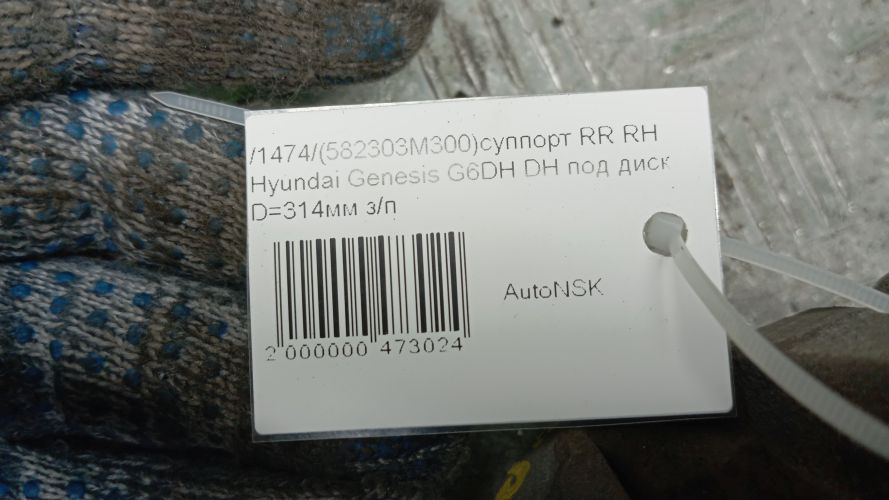 /1474/(582303M300)суппорт RR RH
Hyundai Genesis G6DH DH под диск
D=314мм з/п
AutoNSK
2 000000 473024